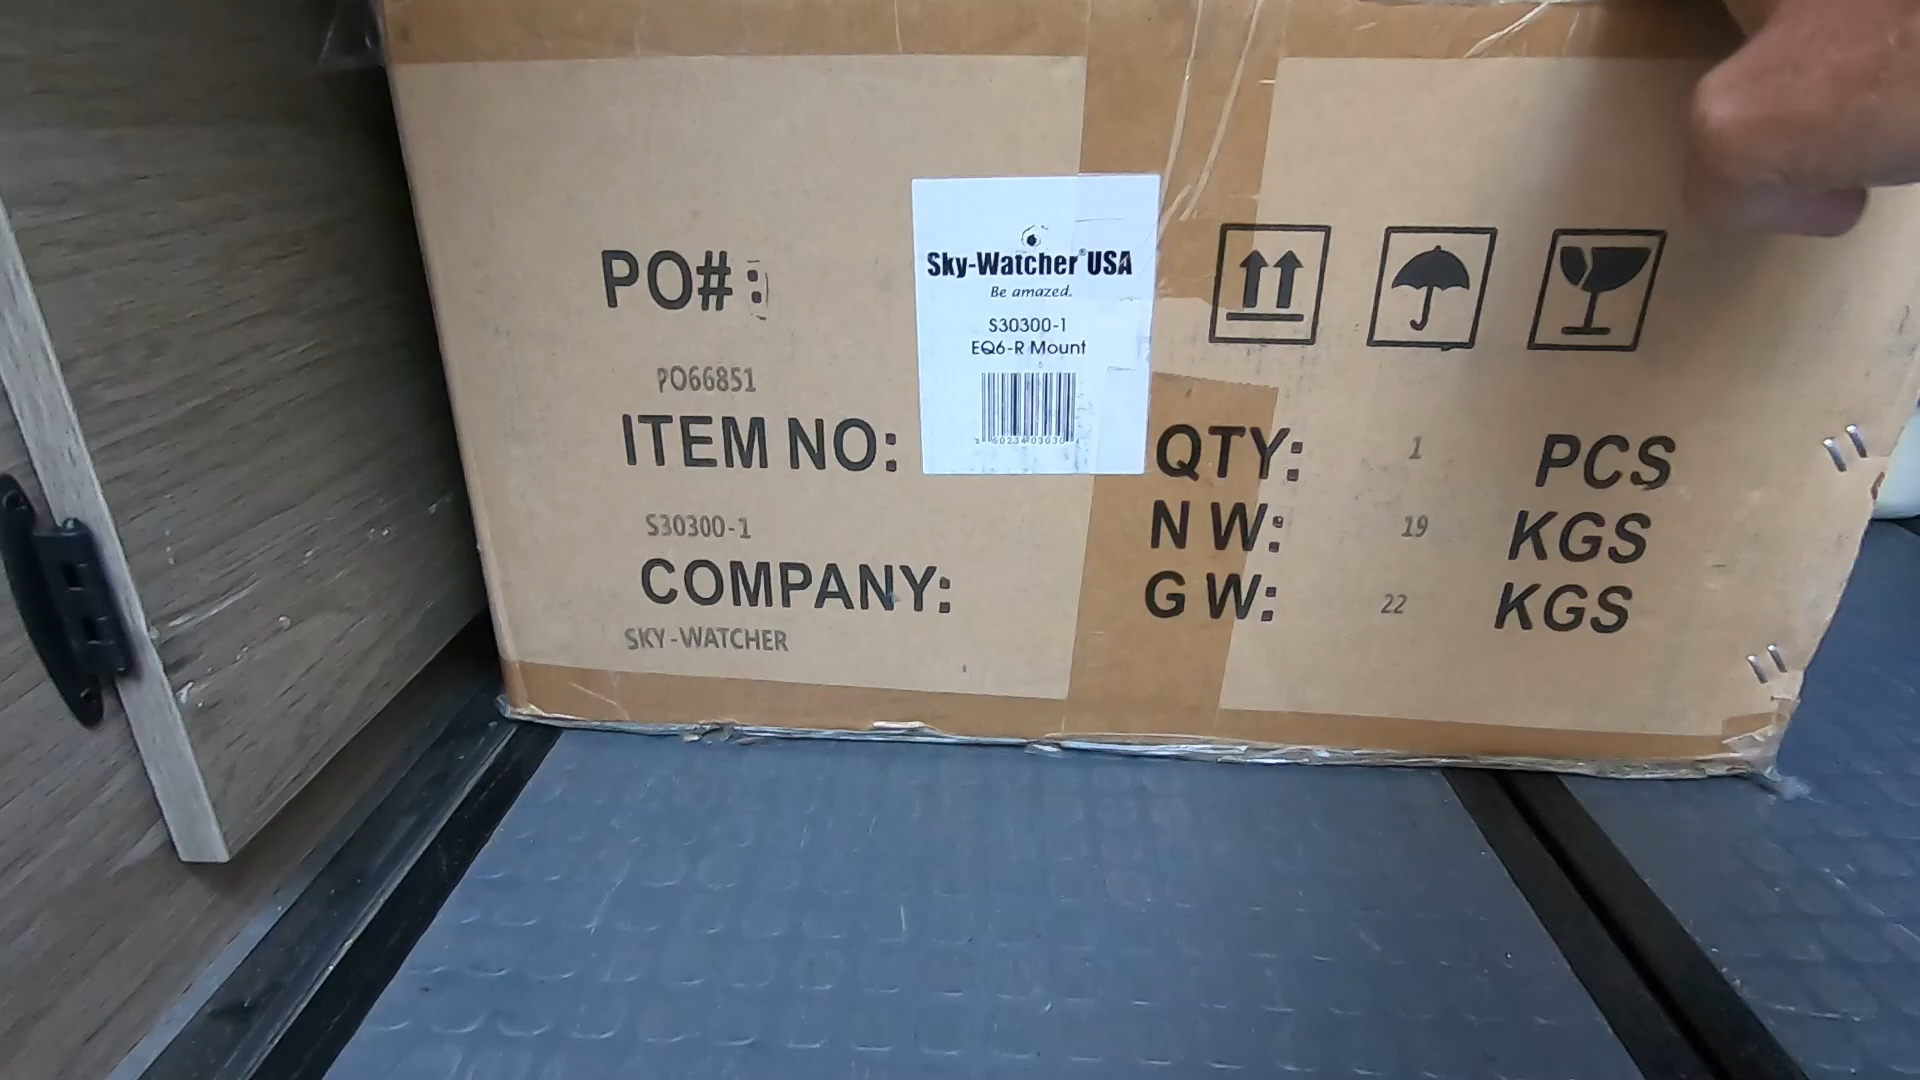 PO#:
PO66851
ITEM NO:
S30300-1
COMPANY:
SKY-WATCHER
Sky-Watcher® USA
Be amazed.
S30300-1
EQ6-R Mount
QTY: 1 PCS
N W: 19 KGS
G W: 22 KGS